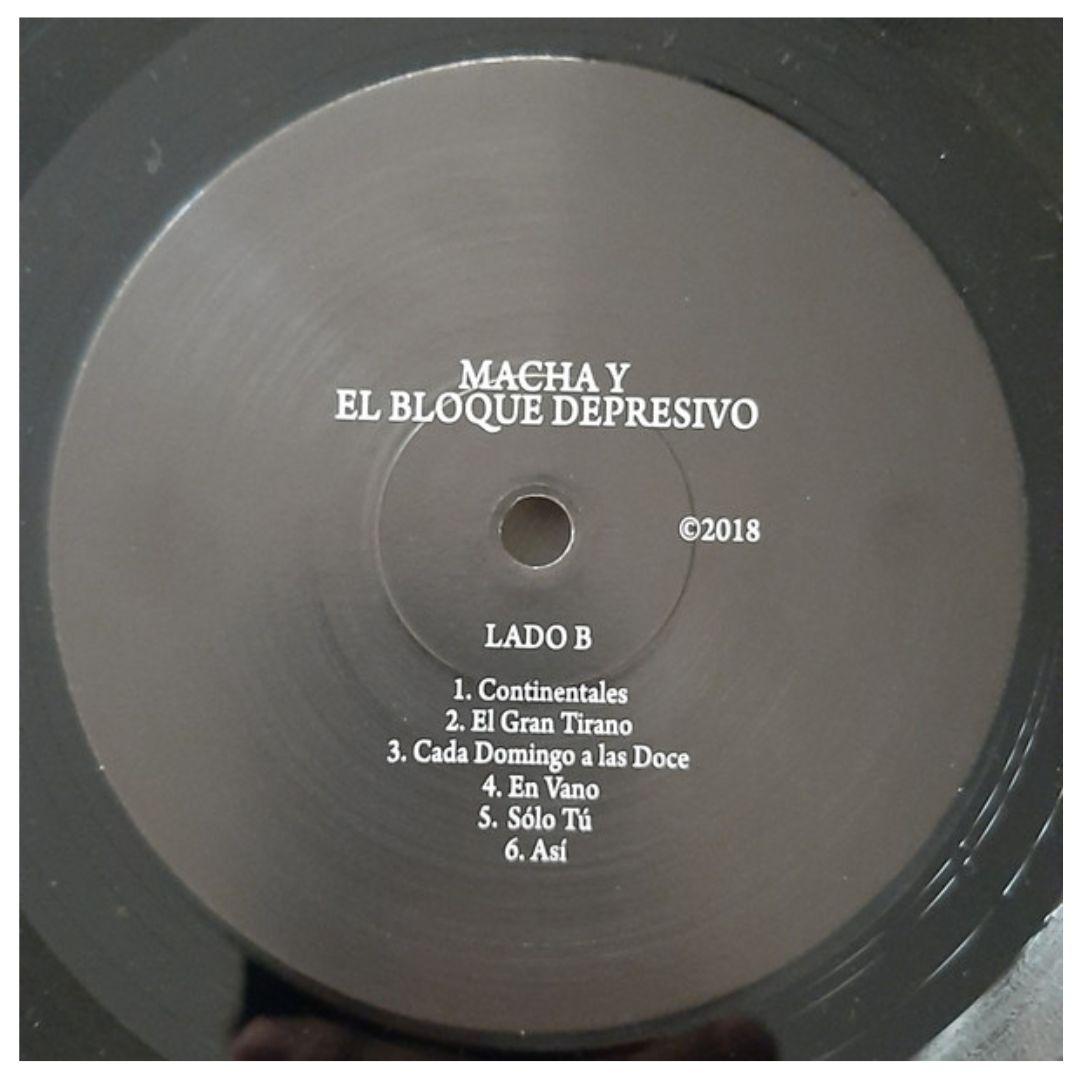 MACHA Y
EL BLOQUE DEPRESIVO
©2018
LADO B
1. Continentales
2. El Gran Tirano
3. Cada Domingo a las Doce
4. En Vano
5. Sólo Tú
6. Así